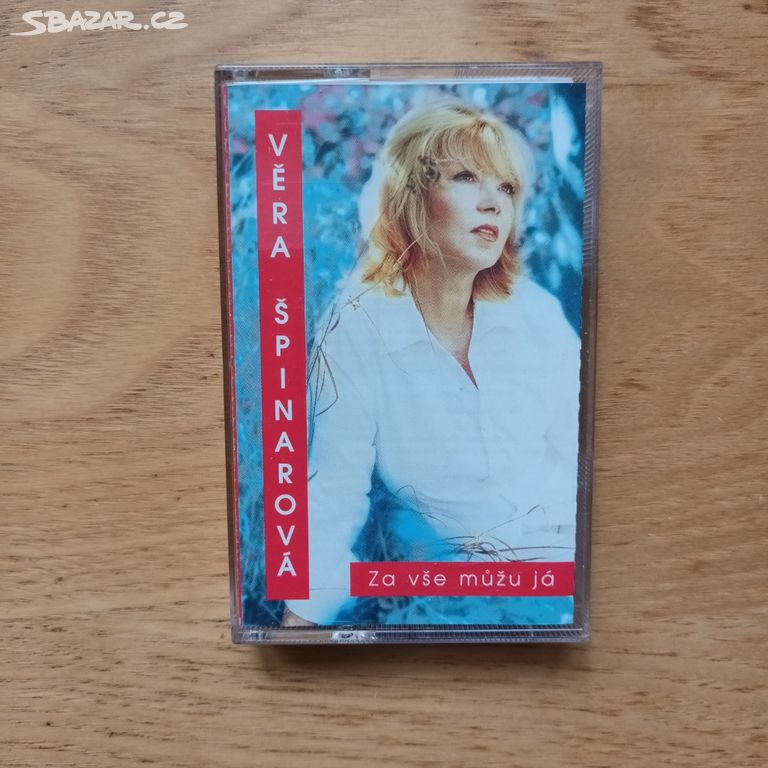 SBAZAR.CZ
VĚRA ŠPINAROVÁ
Za vše můžu já